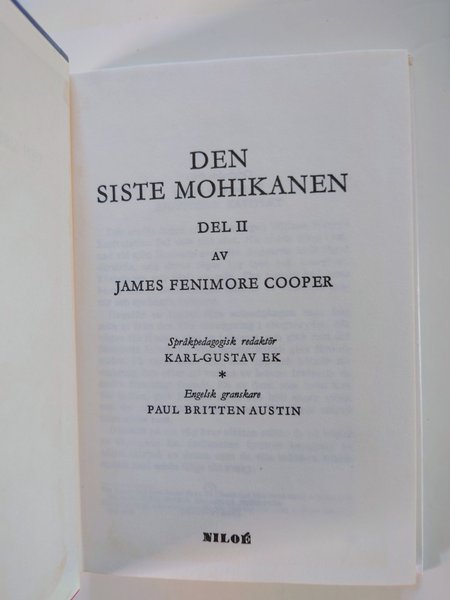 DEN
SISTE MOHIKANEN
DEL II
AV
JAMES FENIMORE COOPER
Språkpedagogisk redaktör
KARL-GUSTAV EK
*
Engelsk granskare
PAUL BRITTEN AUSTIN
NILOÉ